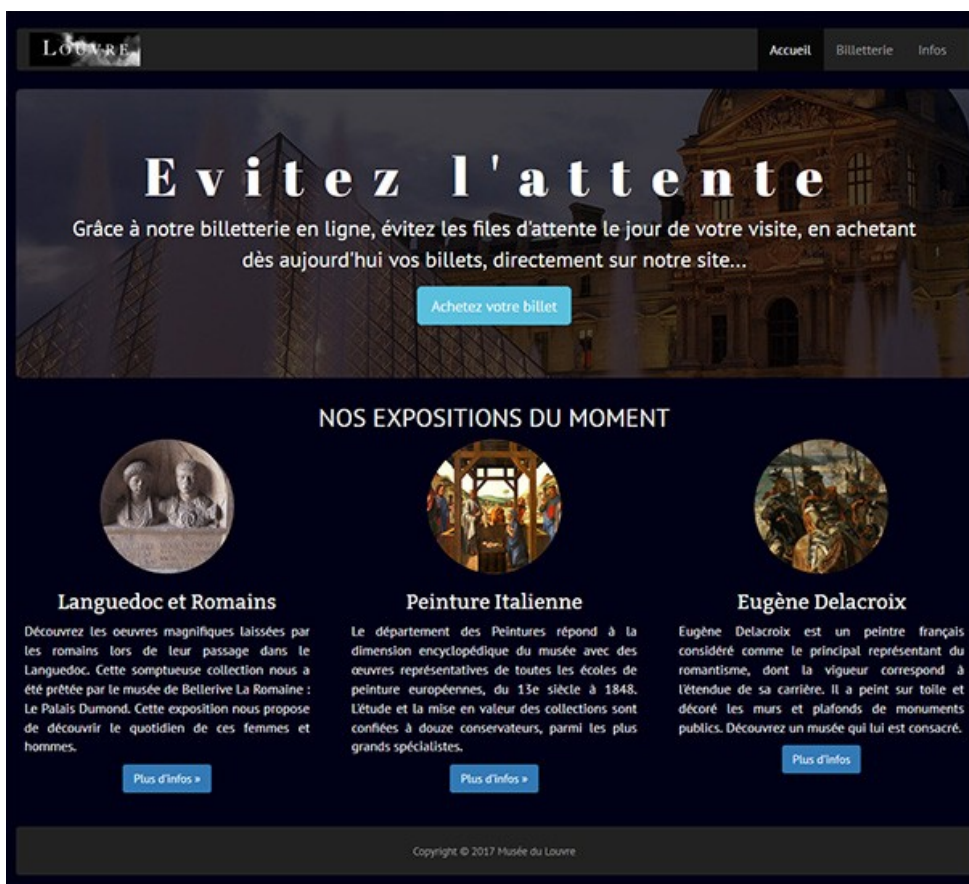 LOUVRE
Accueil Billetterie Infos
Evitez l'attente
Grâce à notre billetterie en ligne, évitez les files d'attente le jour de votre visite, en achetant
dès aujourd'hui vos billets, directement sur notre site...
Achetez votre billet
NOS EXPOSITIONS DU MOMENT
Languedoc et Romains
Découvrez les oeuvres magnifiques laissées par
les romains lors de leur passage dans le
Languedoc. Cette somptueuse collection nous a
été prêtée par le musée de Bellerive La Romaine :
Le Palais Dumond. Cette exposition nous propose
de découvrir le quotidien de ces femmes et
hommes.
Plus d'infos »
Peinture Italienne
Le département des Peintures répond à la
dimension encyclopédique du musée avec des
œuvres représentatives de toutes les écoles de
peinture européennes, du 13e siècle à 1848.
L'étude et la mise en valeur des collections sont
confiées à douze conservateurs, parmi les plus
grands spécialistes.
Plus d'infos »
Eugène Delacroix
Eugène Delacroix est un peintre français
considéré comme le principal représentant du
romantisme, dont la vigueur correspond à
l'étendue de sa carrière. Il a peint sur toile et
décoré les murs et plafonds de monuments
publics. Découvrez un musée qui lui est consacré.
Plus d'infos
Copyright © 2017 Musée du Louvre